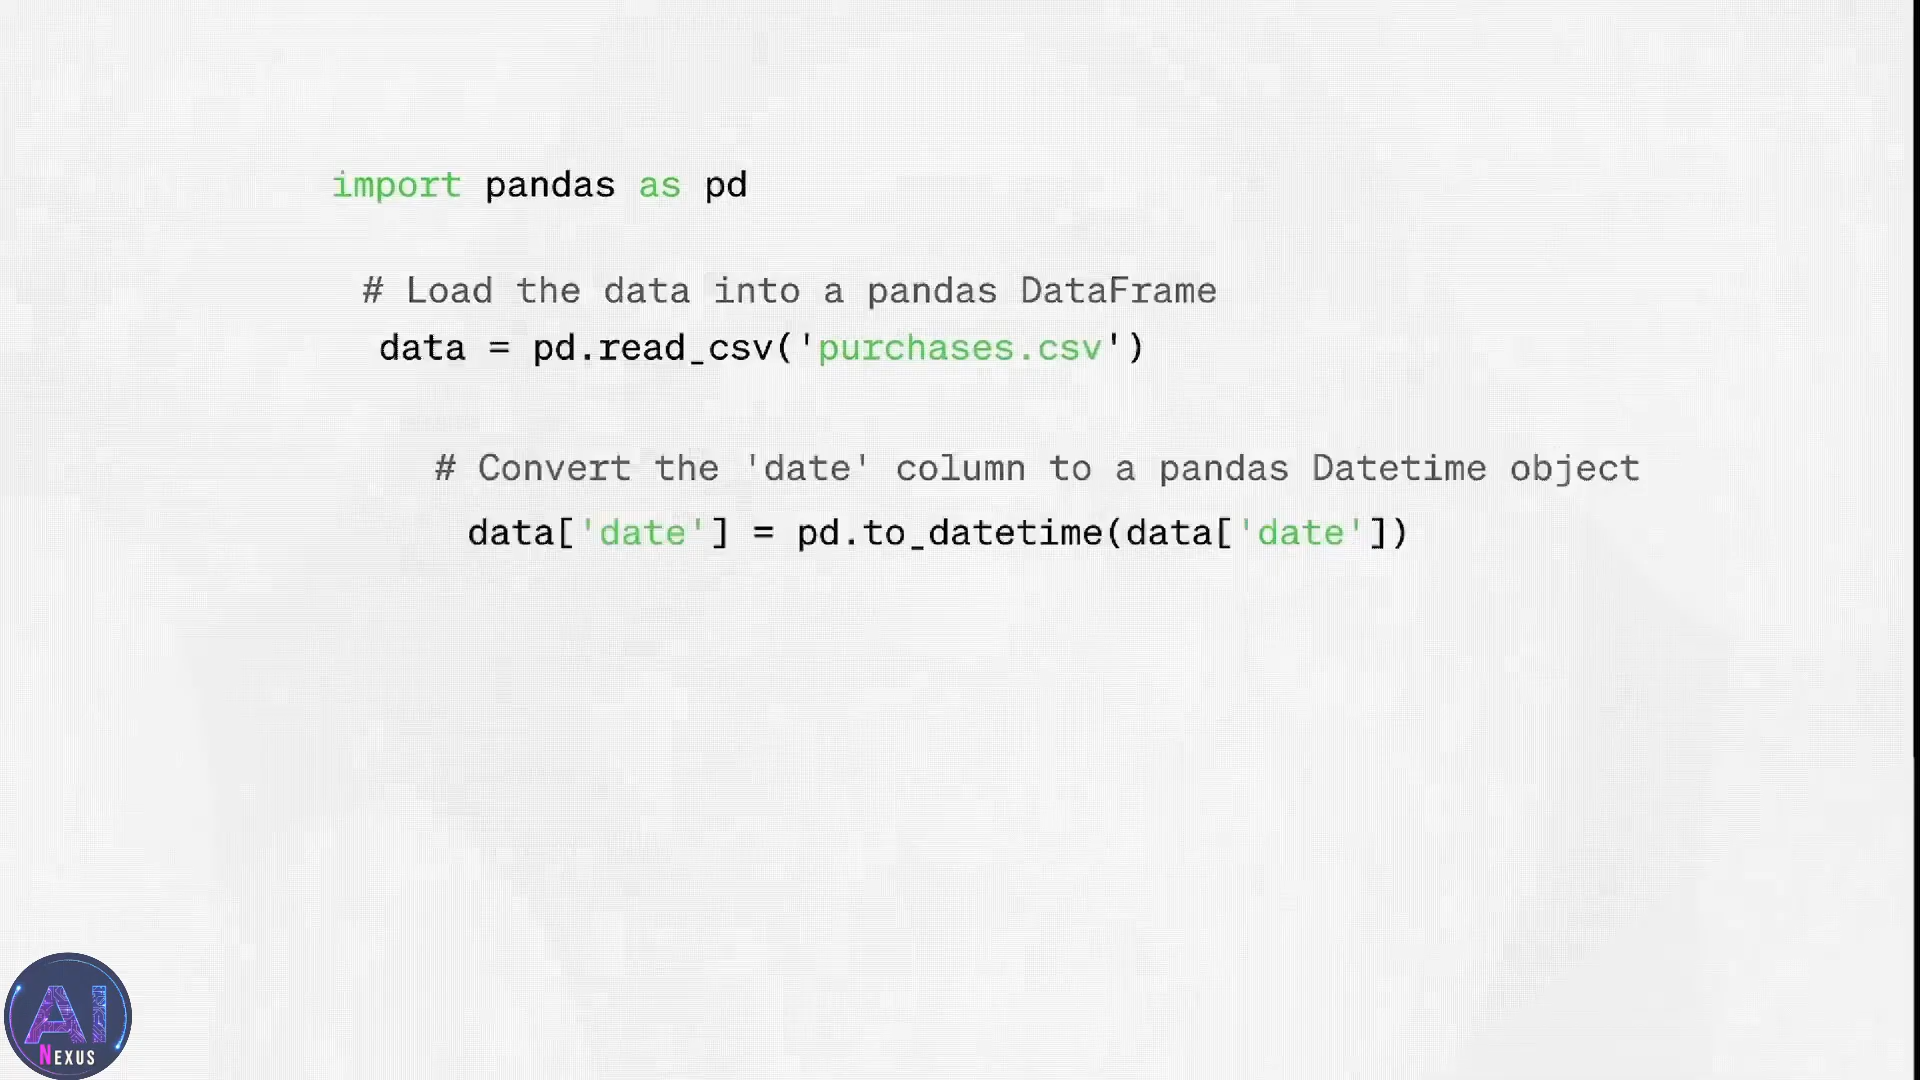 import pandas as pd
# Load the data into a pandas DataFrame
data = pd.read_csv('purchases.csv')
# Convert the 'date' column to a pandas Datetime object
data['date'] = pd.to_datetime(data['date'])
AI
NEXUS